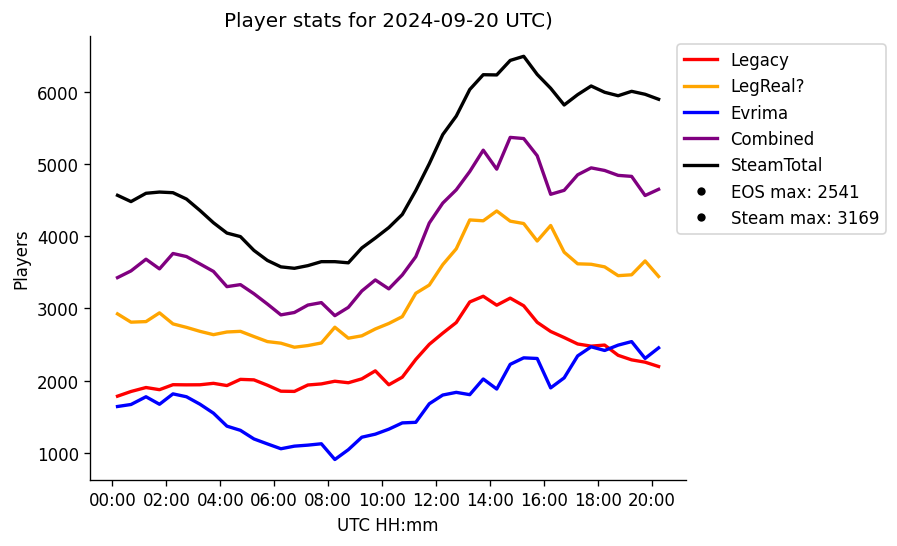 Player stats for 2024-09-20 UTC)
Players
6000
5000
4000
3000
2000
1000
00:00 02:00 04:00 06:00 08:00 10:00 12:00 14:00 16:00 18:00 20:00
UTC HH:mm
Legacy
LegReal?
Evrima
Combined
SteamTotal
EOS max: 2541
Steam max: 3169